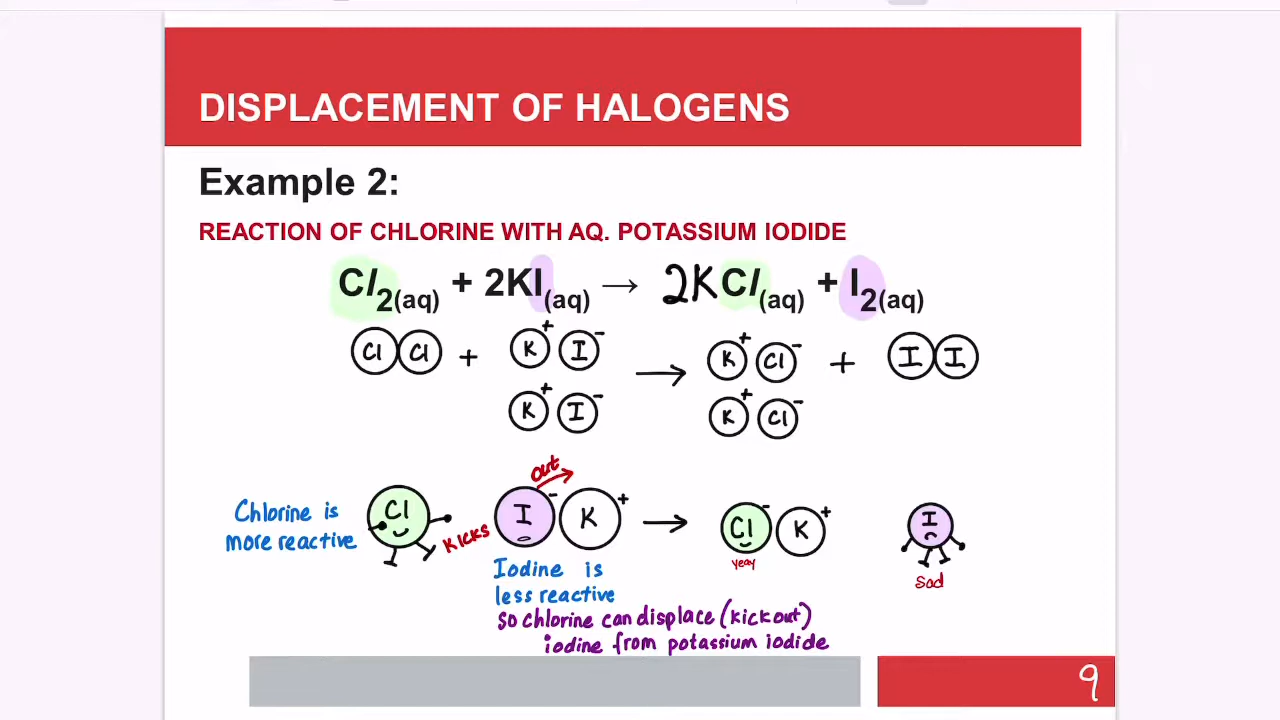 DISPLACEMENT OF HALOGENS
Example 2:
REACTION OF CHLORINE WITH AQ. POTASSIUM IODIDE
Cl2(aq) + 2KI(aq) → 2KCl(aq) + I2(aq)
Cl Cl + K+ I- → K+ Cl- + I I
K+ I- K+ Cl-
out
Chlorine is
more reactive
Cl
Kicks
I- K+ → Cl- K+ I
yeay
sad
Iodine is
less reactive
so chlorine can displace (kick out)
iodine from potassium iodide
9